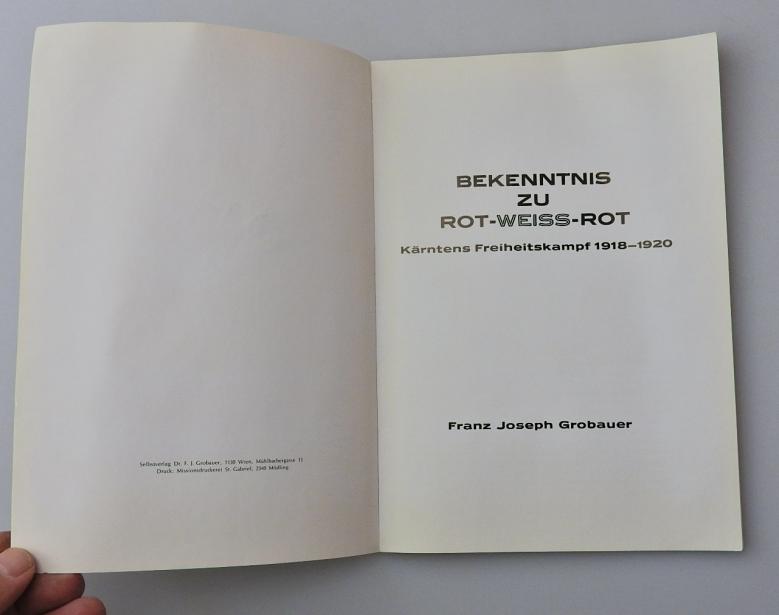 Selbstverlag Dr. F. J. Grobauer, 1130 Wien, Mühlbachergasse 11
Druck: Missionsdruckerei St. Gabriel, 2340 Mödling
BEKENNTNIS
ZU
ROT-WEISS-ROT
Kärntens Freiheitskampf 1918–1920
Franz Joseph Grobauer